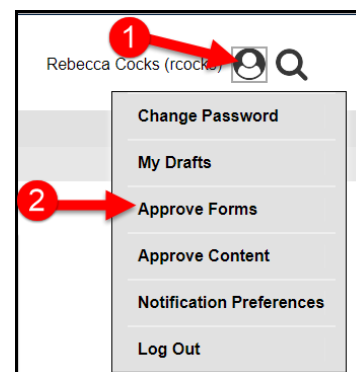 1
Rebecca Cocks (rcocks)
Change Password
My Drafts
2
Approve Forms
Approve Content
Notification Preferences
Log Out